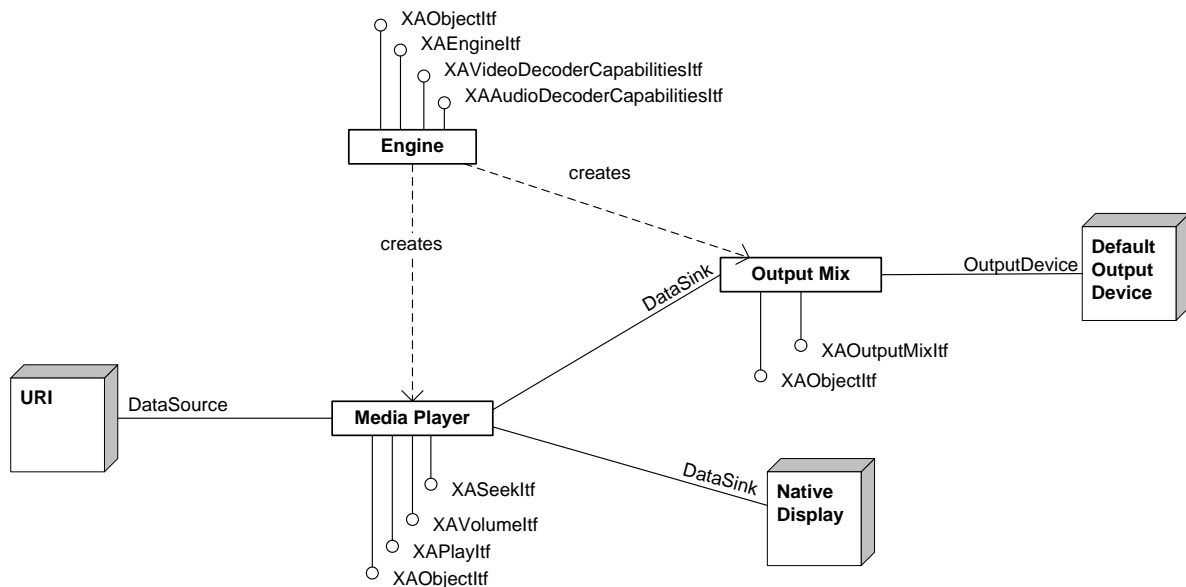 XAObjectItf
XAEngineItf
XAVideoDecoderCapabilitiesItf
XAAudioDecoderCapabilitiesItf
Engine
creates
creates
Default
Output
Device
OutputDevice
Output Mix
DataSink
XAOutputMixItf
XAObjectItf
URI
DataSource
Media Player
DataSink
Native
Display
XASeekItf
XAVolumeItf
XAPlayItf
XAObjectItf